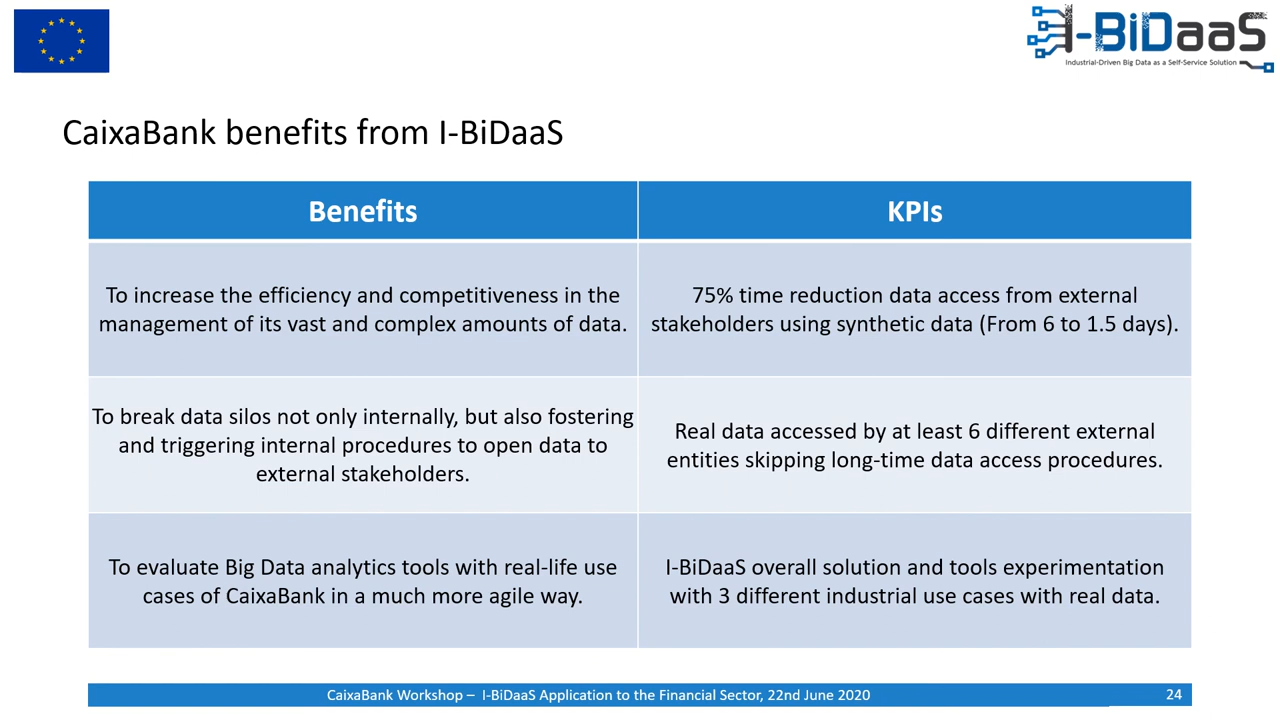 I-BiDaaS
Industrial-Driven Big Data as a Self-Service Solution
CaixaBank benefits from I-BiDaaS
Benefits
KPIs
To increase the efficiency and competitiveness in the
management of its vast and complex amounts of data.
75% time reduction data access from external
stakeholders using synthetic data (From 6 to 1.5 days).
To break data silos not only internally, but also fostering
and triggering internal procedures to open data to
external stakeholders.
Real data accessed by at least 6 different external
entities skipping long-time data access procedures.
To evaluate Big Data analytics tools with real-life use
cases of CaixaBank in a much more agile way.
I-BiDaaS overall solution and tools experimentation
with 3 different industrial use cases with real data.
CaixaBank Workshop – I-BiDaaS Application to the Financial Sector, 22nd June 2020
24